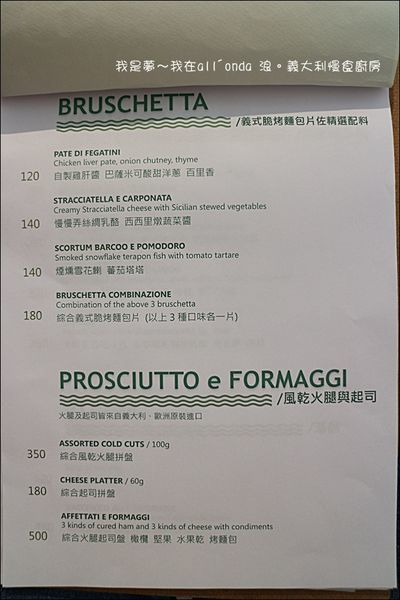 我是夢～我在all´onda 浪。義大利慢食廚房
BRUSCHETTA
/義式脆烤麵包片佐精選配料
PATE DI FEGATINI
Chicken liver pate, onion chutney, thyme
120 自製雞肝醬 巴薩米可酸甜洋蔥 百里香
STRACCIATELLA E CARPONATA
Creamy Stracciatella cheese with Sicilian stewed vegetables
140 慢慢弄絲綢乳酪 西西里燉蔬菜醬
SCORTUM BARCOO E POMODORO
Smoked snowflake terapon fish with tomato tartare
140 煙燻雪花鰂 蕃茄塔塔
BRUSCHETTA COMBINAZIONE
Combination of the above 3 bruschetta
180 綜合義式脆烤麵包片 (以上3種口味各一片)
PROSCIUTTO e FORMAGGI
/風乾火腿與起司
火腿及起司皆來自義大利、歐洲原裝進口
ASSORTED COLD CUTS / 100g
350 綜合風乾火腿拼盤
CHEESE PLATTER / 60g
180 綜合起司拼盤
AFFETTATI E FORMAGGI
3 kinds of cured ham and 3 kinds of cheese with condiments
500 綜合火腿起司盤 橄欖 堅果 水果乾 烤麵包